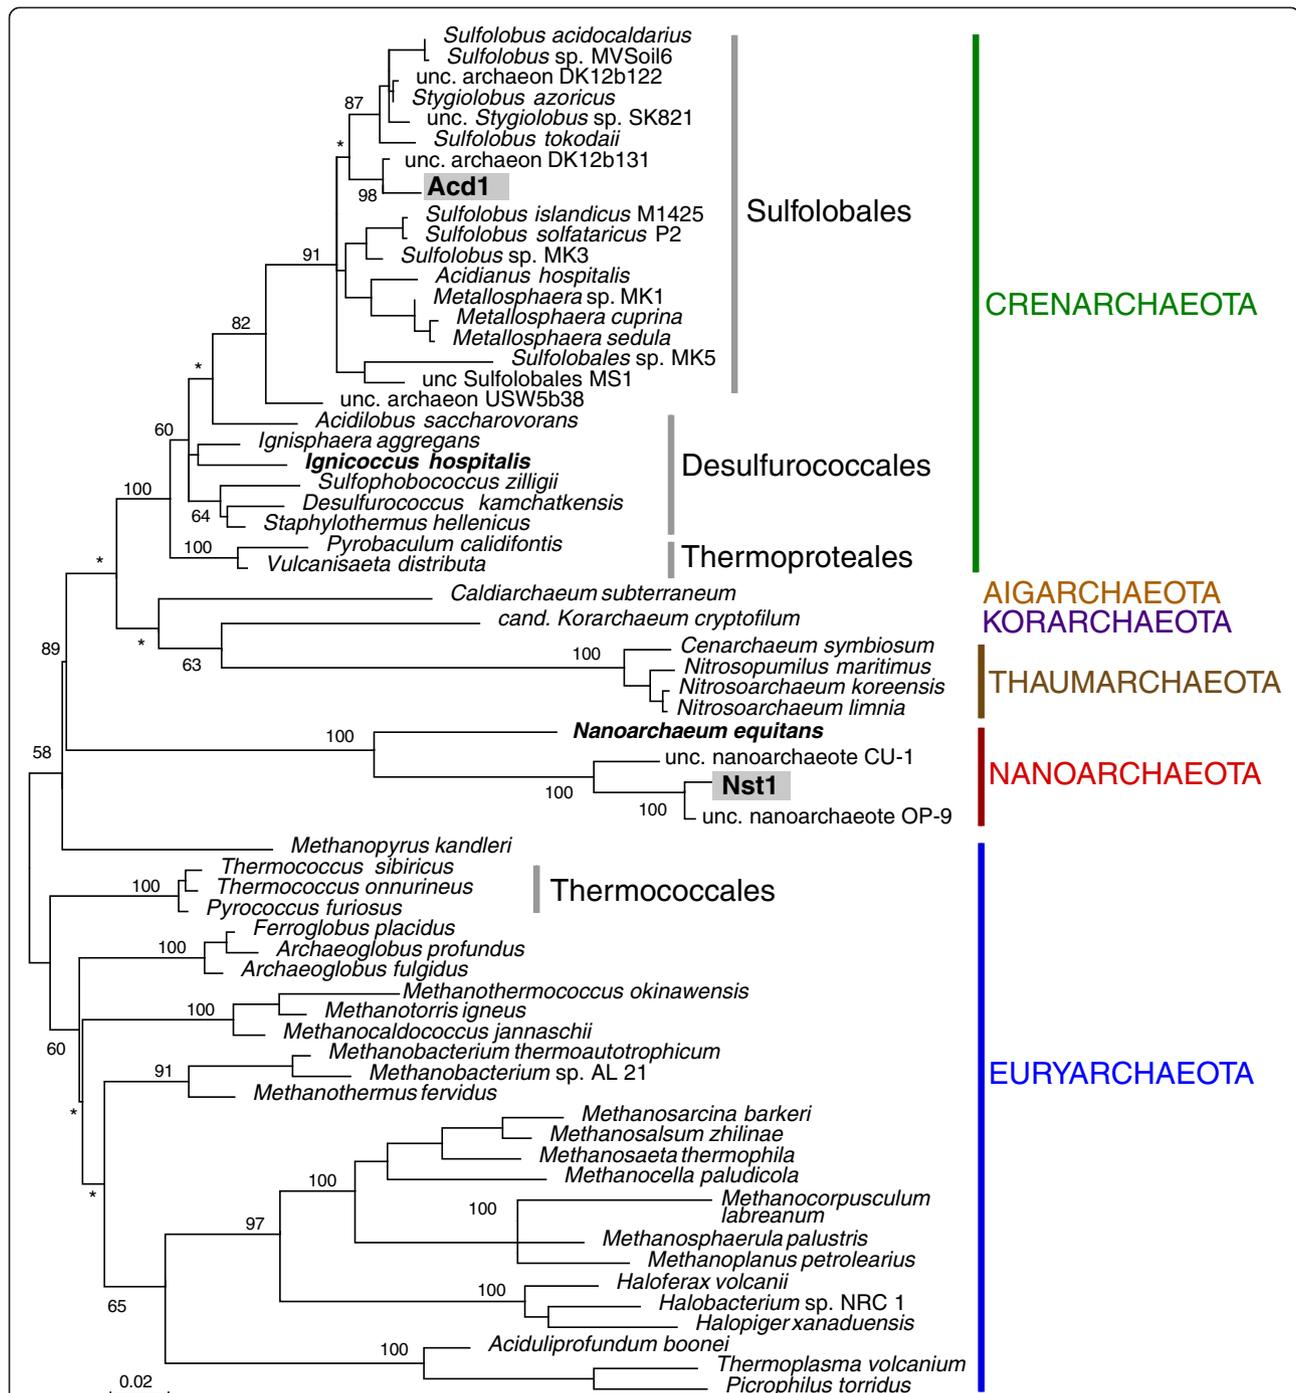 Sulfolobus acidocaldarius
Sulfolobus sp. MVSoil6
unc. archaeon DK12b122
Stygiolobus azoricus
87
unc. Stygiolobus sp. SK821
Sulfolobus tokodaii
*
unc. archaeon DK12b131
Acd1
98
Sulfolobales
Sulfolobus islandicus M1425
Sulfolobus solfataricus P2
91
Sulfolobus sp. MK3
Acidianus hospitalis
Metallosphaera sp. MK1
CRENARCHAEOTA
Metallosphaera cuprina
82
Metallosphaera sedula
Sulfolobales sp. MK5
*
unc Sulfolobales MS1
unc. archaeon USW5b38
Acidilobus saccharovorans
60
Ignisphaera aggregans
Ignicoccus hospitalis
Desulfurococcales
Sulfophobococcus zilligii
100
Desulfurococcus kamchatkensis
64
Staphylothermus hellenicus
100
Pyrobaculum calidifontis
Thermoproteales
*
Vulcanisaeta distributa
Caldiarchaeum subterraneum
AIGARCHAEOTA
cand. Korarchaeum cryptofilum
KORARCHAEOTA
*
89
63
100
Cenarchaeum symbiosum
Nitrosopumilus maritimus
THAUMARCHAEOTA
Nitrosoarchaeum koreensis
Nitrosoarchaeum limnia
100
Nanoarchaeum equitans
58
unc. nanoarchaeote CU-1
NANOARCHAEOTA
100
Nst1
100
unc. nanoarchaeote OP-9
Methanopyrus kandleri
Thermococcus sibiricus
100
Thermococcus onnurineus
Thermococcales
Pyrococcus furiosus
Ferroglobus placidus
100
Archaeoglobus profundus
Archaeoglobus fulgidus
Methanothermococcus okinawensis
100
Methanotorris igneus
Methanocaldococcus jannaschii
60
Methanobacterium thermoautotrophicum
91
Methanobacterium sp. AL 21
EURYARCHAEOTA
Methanothermus fervidus
*
Methanosarcina barkeri
Methanosalsum zhilinae
Methanosaeta thermophila
100
Methanocella paludicola
*
100
Methanocorpusculum
labreanum
97
Methanosphaerula palustris
Methanoplanus petrolearius
100
Haloferax volcanii
65
Halobacterium sp. NRC 1
Halopiger xanaduensis
100
Aciduliprofundum boonei
Thermoplasma volcanium
0.02
Picrophilus torridus